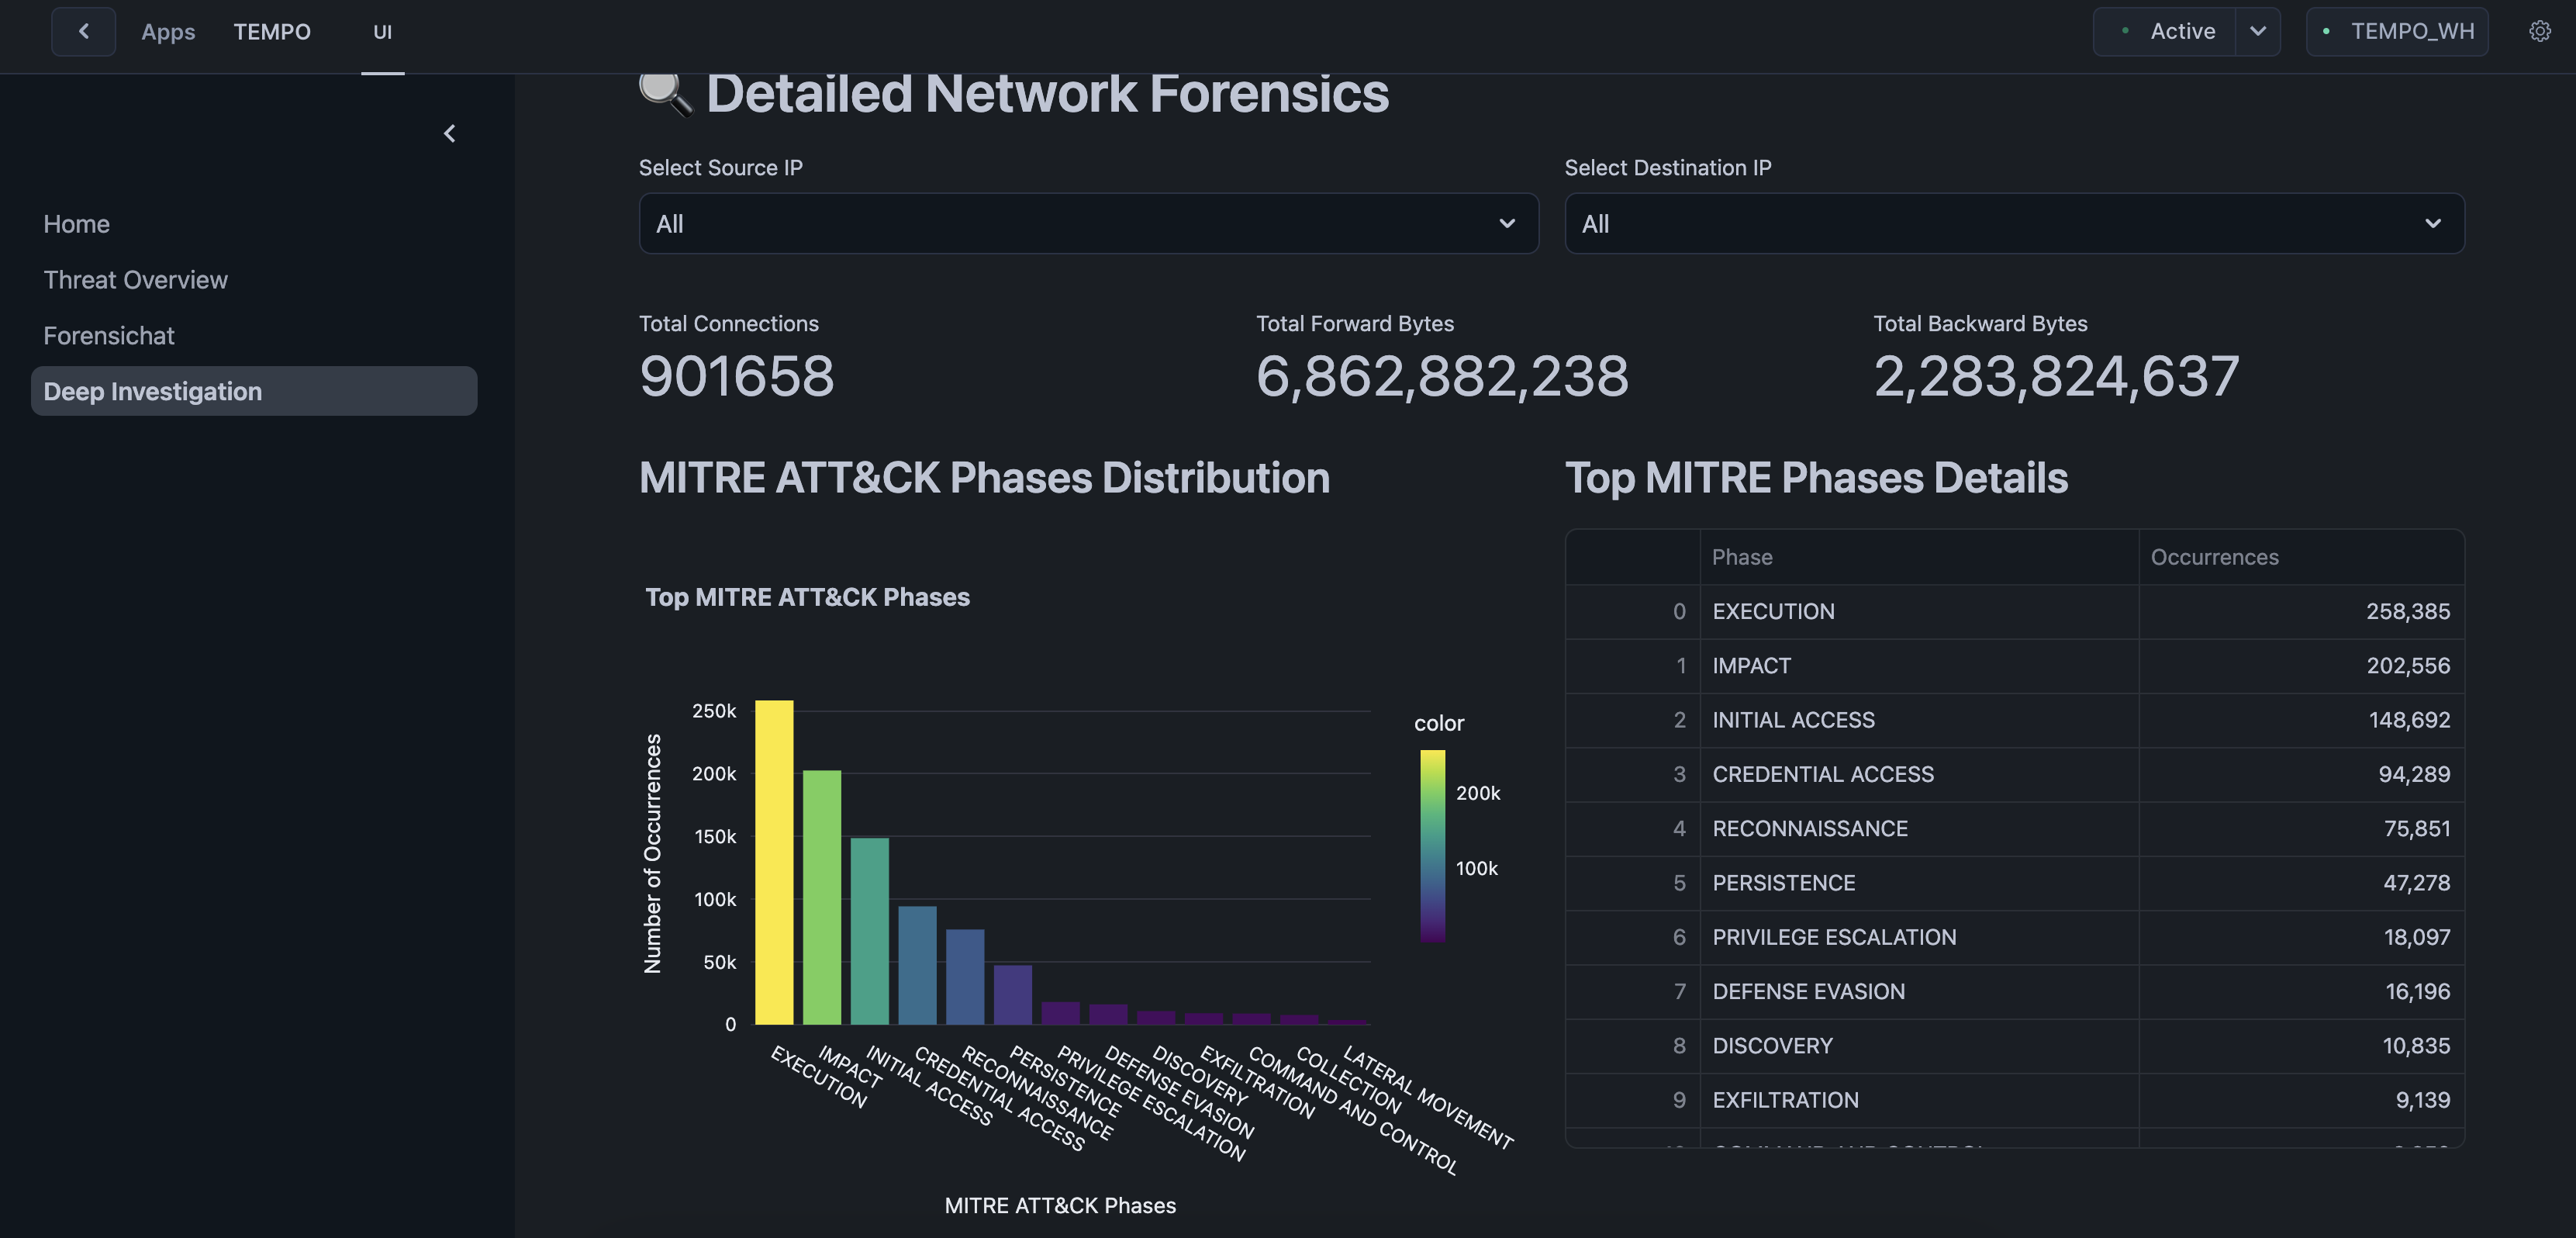 Apps TEMPO UI Active TEMPO_WH
Home
Threat Overview
Forensichat
Deep Investigation
Detailed Network Forensics
Select Source IP
All
Select Destination IP
All
Total Connections
901658
Total Forward Bytes
6,862,882,238
Total Backward Bytes
2,283,824,637
MITRE ATT&CK Phases Distribution
Top MITRE ATT&CK Phases
Number of Occurrences
250k
200k
150k
100k
50k
0
EXECUTION
IMPACT
INITIAL ACCESS
CREDENTIAL ACCESS
RECONNAISSANCE
PERSISTENCE
PRIVILEGE ESCALATION
DEFENSE EVASION
DISCOVERY
EXFILTRATION
COMMAND AND CONTROL
COLLECTION
LATERAL MOVEMENT
MITRE ATT&CK Phases
color
200k
100k
Top MITRE Phases Details
Phase Occurrences
0 EXECUTION 258,385
1 IMPACT 202,556
2 INITIAL ACCESS 148,692
3 CREDENTIAL ACCESS 94,289
4 RECONNAISSANCE 75,851
5 PERSISTENCE 47,278
6 PRIVILEGE ESCALATION 18,097
7 DEFENSE EVASION 16,196
8 DISCOVERY 10,835
9 EXFILTRATION 9,139